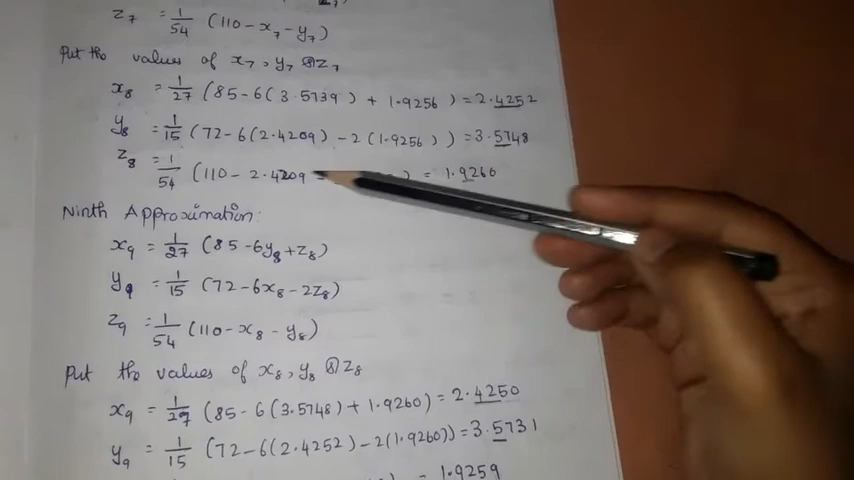 z₇ = 1/54 (110 - x₇ - y₇)
Put the values of x₇, y₇ & z₇
x₈ = 1/27 (85-6(3.5739) + 1.9256) = 2.4252
y₈ = 1/15 (72-6(2.4209) - 2(1.9256)) = 3.5748
z₈ = 1/54 (110 - 2.4209 ) = 1.9260
Ninth Approximation:
x₉ = 1/27 (85-6y₈+z₈)
y₉ = 1/15 (72-6x₈-2z₈)
z₉ = 1/54 (110-x₈-y₈)
Put the values of x₈, y₈ & z₈
x₉ = 1/27 (85-6(3.5748)+1.9260) = 2.4250
y₉ = 1/15 (72-6(2.4252)-2(1.9260)) = 3.5731
= 1.9259